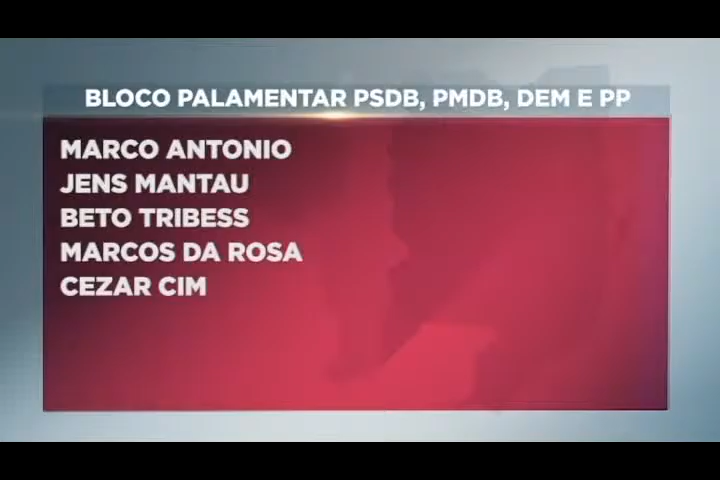 BLOCO PALAMENTAR PSDB, PMDB, DEM E PP
MARCO ANTONIO
JENS MANTAU
BETO TRIBESS
MARCOS DA ROSA
CEZAR CIM